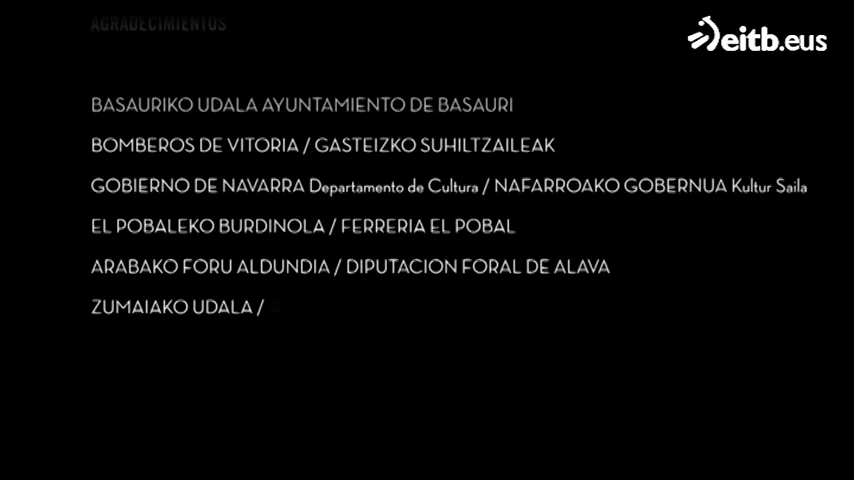 AGRADECIMIENTOS
eitb.eus
BASAURIKO UDALA AYUNTAMIENTO DE BASAURI
BOMBEROS DE VITORIA / GASTEIZKO SUHILTZAILEAK
GOBIERNO DE NAVARRA Departamento de Cultura / NAFARROAKO GOBERNUA Kultur Saila
EL POBALEKO BURDINOLA / FERRERIA EL POBAL
ARABAKO FORU ALDUNDIA / DIPUTACION FORAL DE ALAVA
ZUMAIAKO UDALA /